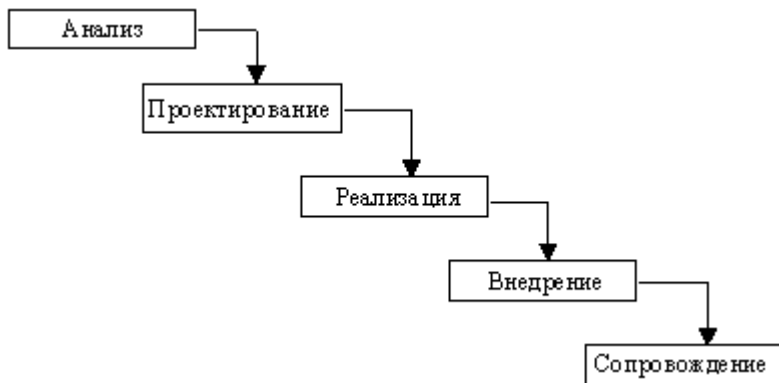 Анализ
Проектирование
Реализация
Внедрение
Сопровождение